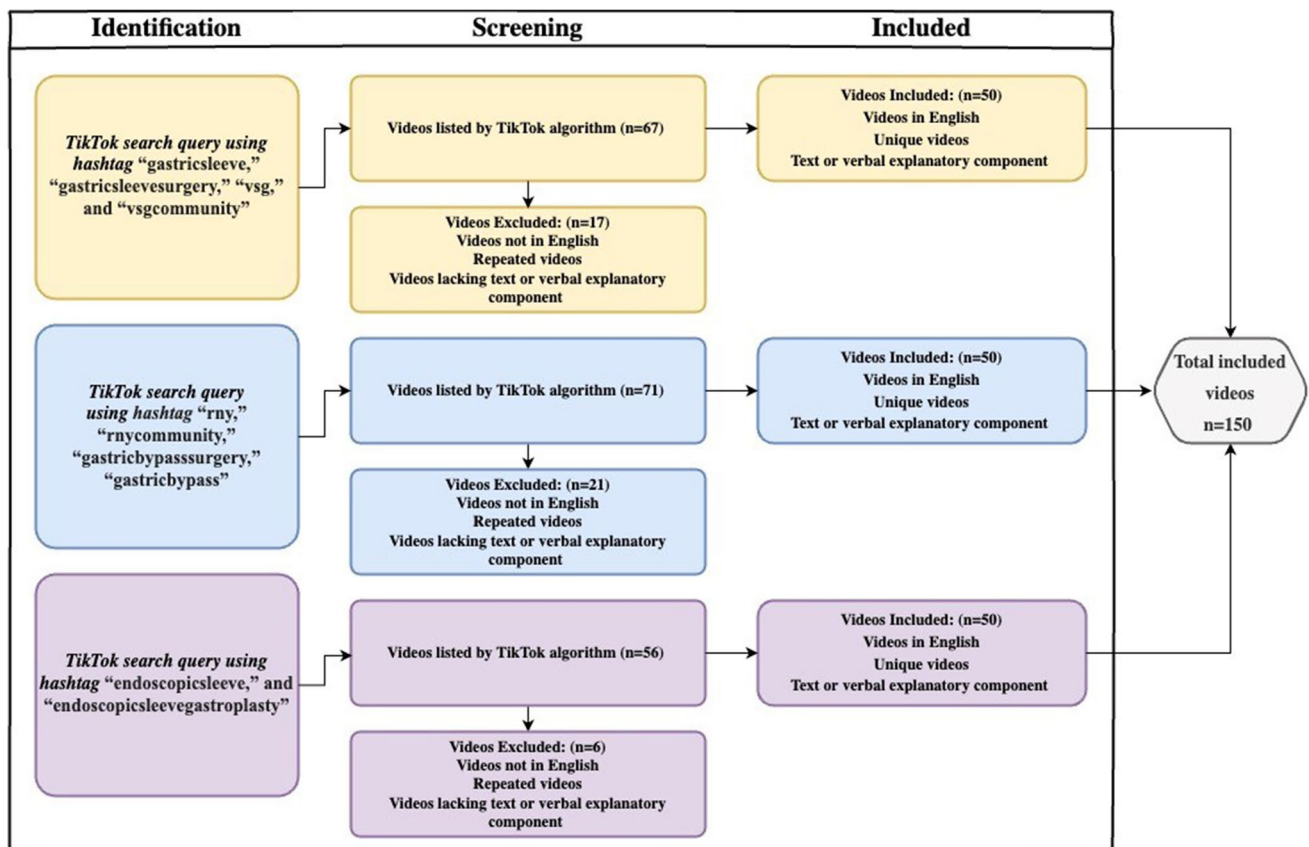 Identification
Screening
Included
TikTok search query using
hashtag “gastricsleeve,”
“gastricsleevesurgery,” “vsg,”
and “vsgcommunity”
Videos listed by TikTok algorithm (n=67)
Videos Excluded: (n=17)
Videos not in English
Repeated videos
Videos lacking text or verbal explanatory
component
Videos Included: (n=50)
Videos in English
Unique videos
Text or verbal explanatory component
TikTok search query
using hashtag “rny,”
“rnycommunity,”
“gastricbypasssurgery,”
“gastricbypass”
Videos listed by TikTok algorithm (n=71)
Videos Excluded: (n=21)
Videos not in English
Repeated videos
Videos lacking text or verbal explanatory
component
Videos Included: (n=50)
Videos in English
Unique videos
Text or verbal explanatory component
TikTok search query using
hashtag “endoscopicsleeve,” and
“endoscopicsleevegastroplasty”
Videos listed by TikTok algorithm (n=56)
Videos Excluded: (n=6)
Videos not in English
Repeated videos
Videos lacking text or verbal explanatory
component
Videos Included: (n=50)
Videos in English
Unique videos
Text or verbal explanatory component
Total included
videos
n=150